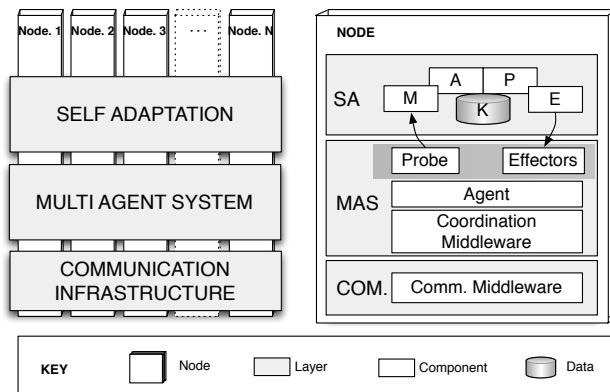 Node. 1 Node. 2 Node. 3 ... Node. N
SELF ADAPTATION
MULTI AGENT SYSTEM
COMMUNICATION
INFRASTRUCTURE
NODE
SA
A P
M E
K
Probe Effectors
MAS
Agent
Coordination
Middleware
COM. Comm. Middleware
KEY Node Layer Component Data